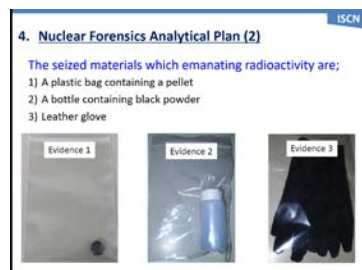 ISCN
4. Nuclear Forensics Analytical Plan (2)
The seized materials which emanating radioactivity are;
1) A plastic bag containing a pellet
2) A bottle containing black powder
3) Leather glove
Evidence 1
Evidence 2
Evidence 3